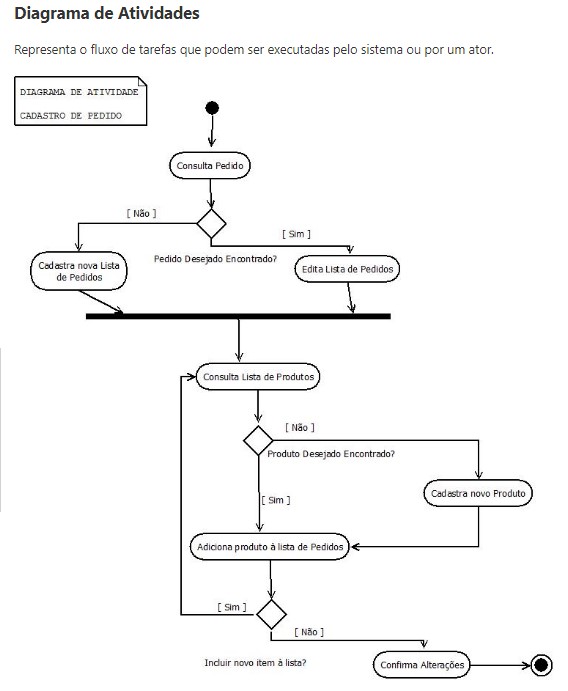 Diagrama de Atividades
Representa o fluxo de tarefas que podem ser executadas pelo sistema ou por um ator.
DIAGRAMA DE ATIVIDADE
CADASTRO DE PEDIDO
Consulta Pedido
[ Não ]
[ Sim ]
Pedido Desejado Encontrado?
Cadastra nova Lista
de Pedidos
Edita Lista de Pedidos
Consulta Lista de Produtos
[ Não ]
Produto Desejado Encontrado?
[ Sim ]
Cadastra novo Produto
Adiciona produto à lista de Pedidos
[ Sim ]
[ Não ]
Incluir novo item à lista?
Confirma Alterações